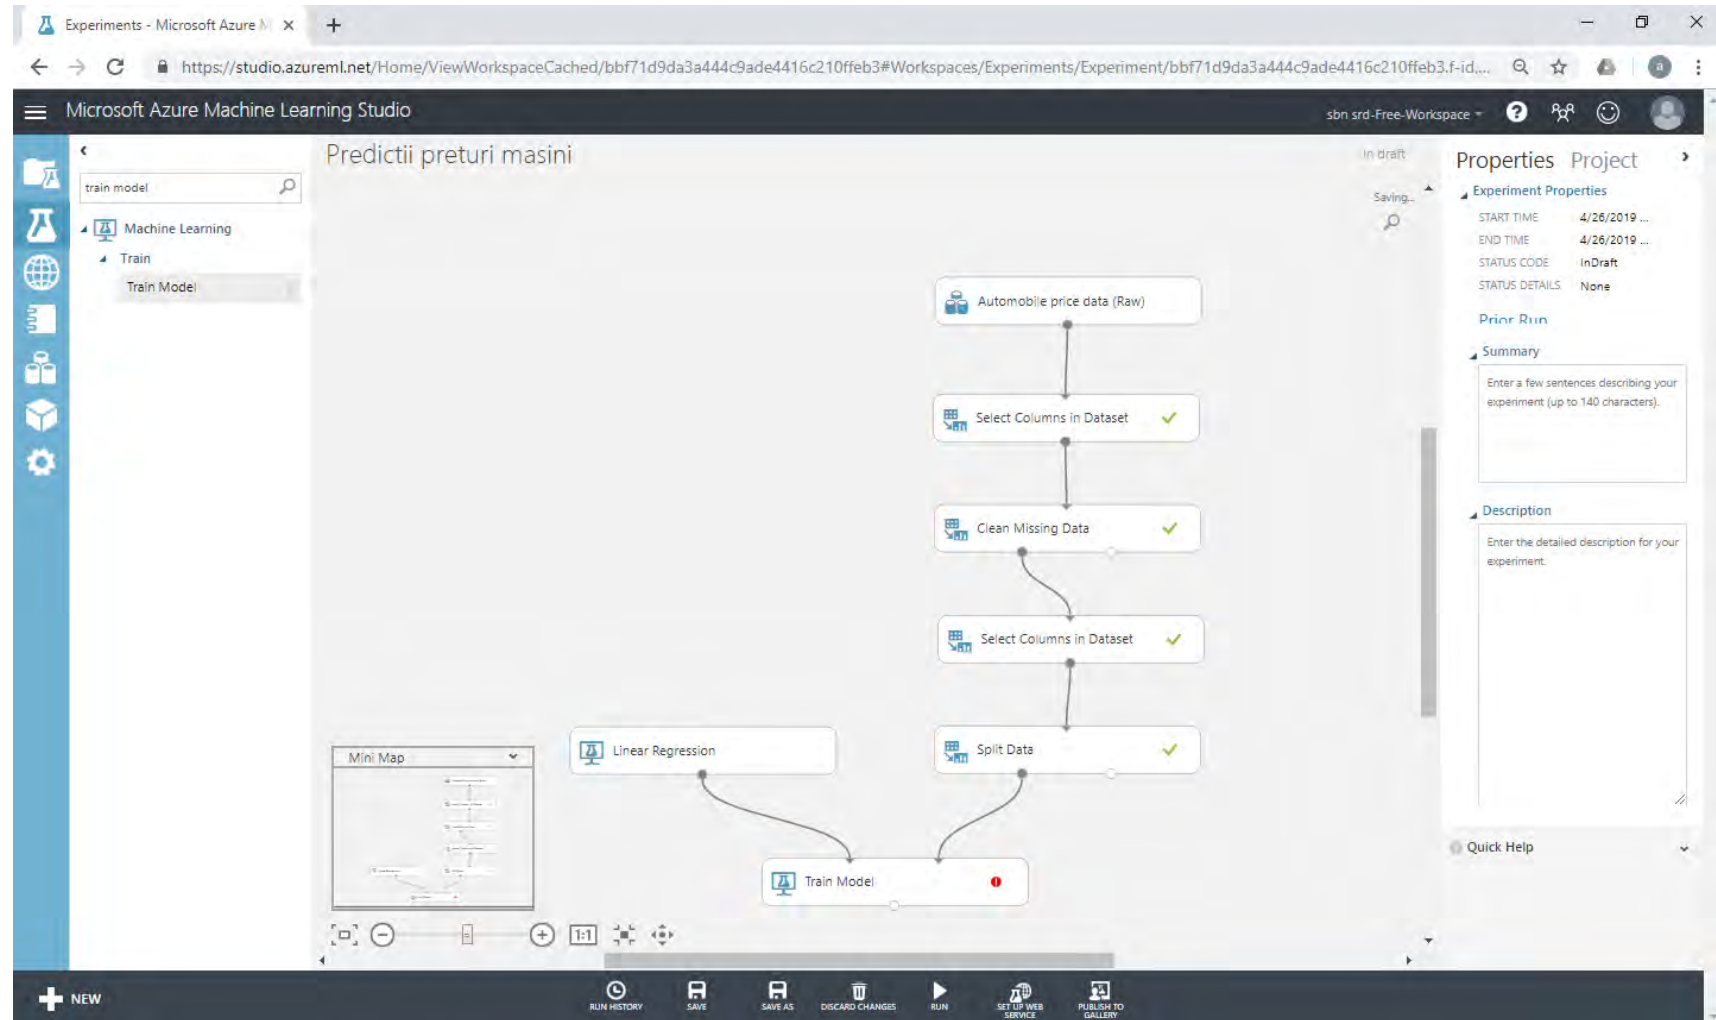 Experiments - Microsoft Azure M
https://studio.azureml.net/Home/ViewWorkspaceCached/bbf71d9da3a444c9ade4416c210ffeb3#Workspaces/Experiments/Experiment/bbf71d9da3a444c9ade4416c210ffeb3.f-id....
a
Microsoft Azure Machine Learning Studio
sbn srd-Free-Workspace
?
train model
Machine Learning
Train
Train Model
Predictii preturi masini
In draft
Saving...
Automobile price data (Raw)
Select Columns in Dataset
Clean Missing Data
Select Columns in Dataset
Split Data
Linear Regression
Train Model
Mini Map
1:1
Properties Project
Experiment Properties
START TIME 4/26/2019 ...
END TIME 4/26/2019 ...
STATUS CODE InDraft
STATUS DETAILS None
Prior Run
Summary
Enter a few sentences describing your
experiment (up to 140 characters).
Description
Enter the detailed description for your
experiment.
Quick Help
NEW
RUN HISTORY
SAVE
SAVE AS
DISCARD CHANGES
RUN
SET UP WEB
SERVICE
PUBLISH TO
GALLERY